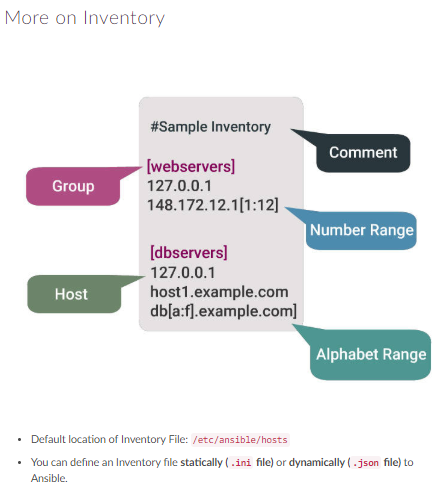 More on Inventory
#Sample Inventory
Comment
[webservers]
Group
127.0.0.1
148.172.12.1[1:12]
Number Range
[dbservers]
127.0.0.1
Host
host1.example.com
db[a:f].example.com]
Alphabet Range
• Default location of Inventory File: /etc/ansible/hosts
• You can define an Inventory file statically (.ini file) or dynamically (.json file) to
Ansible.